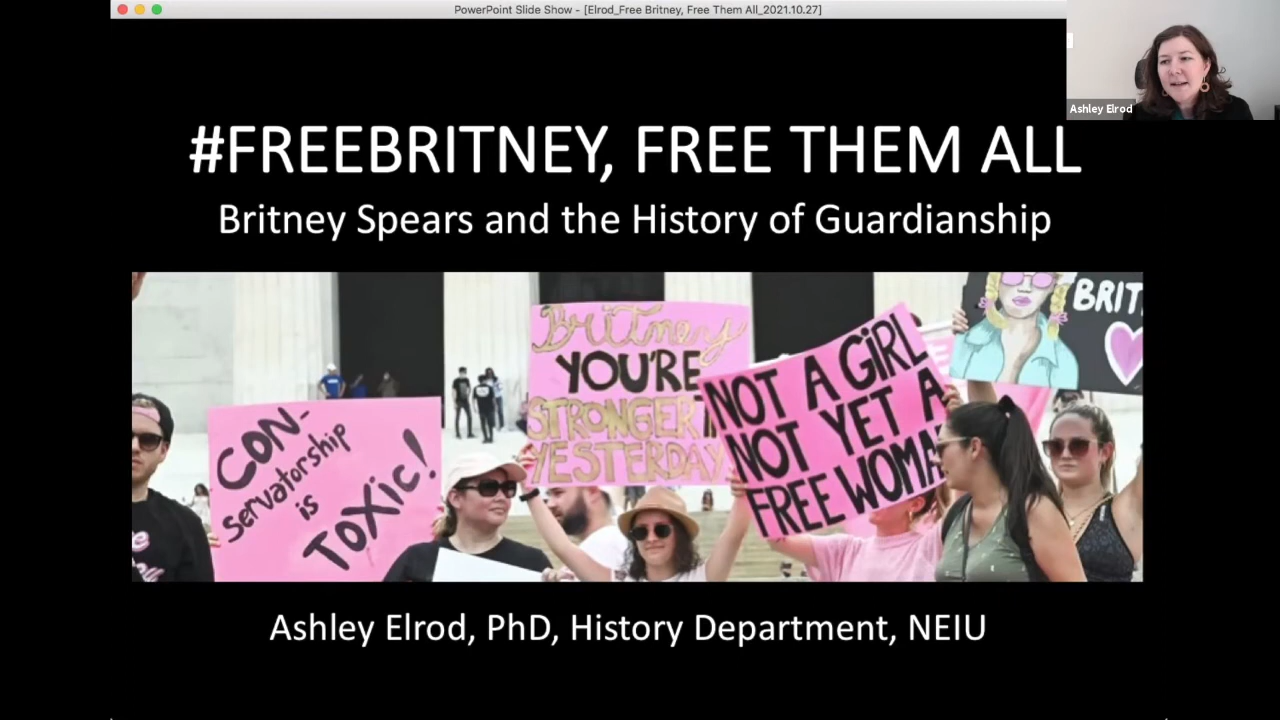 PowerPoint Slide Show - [Elrod_Free Britney, Free Them All_2021.10.27]
Ashley Elrod
#FREEBRITNEY, FREE THEM ALL
Britney Spears and the History of Guardianship
CON-
servatorship
is
TOXIC!
Britney
YOU'RE
STRONGER
YESTERDAY
NOT A GIRL
NOT YET A
FREE WOMA
BRIT
Ashley Elrod, PhD, History Department, NEIU